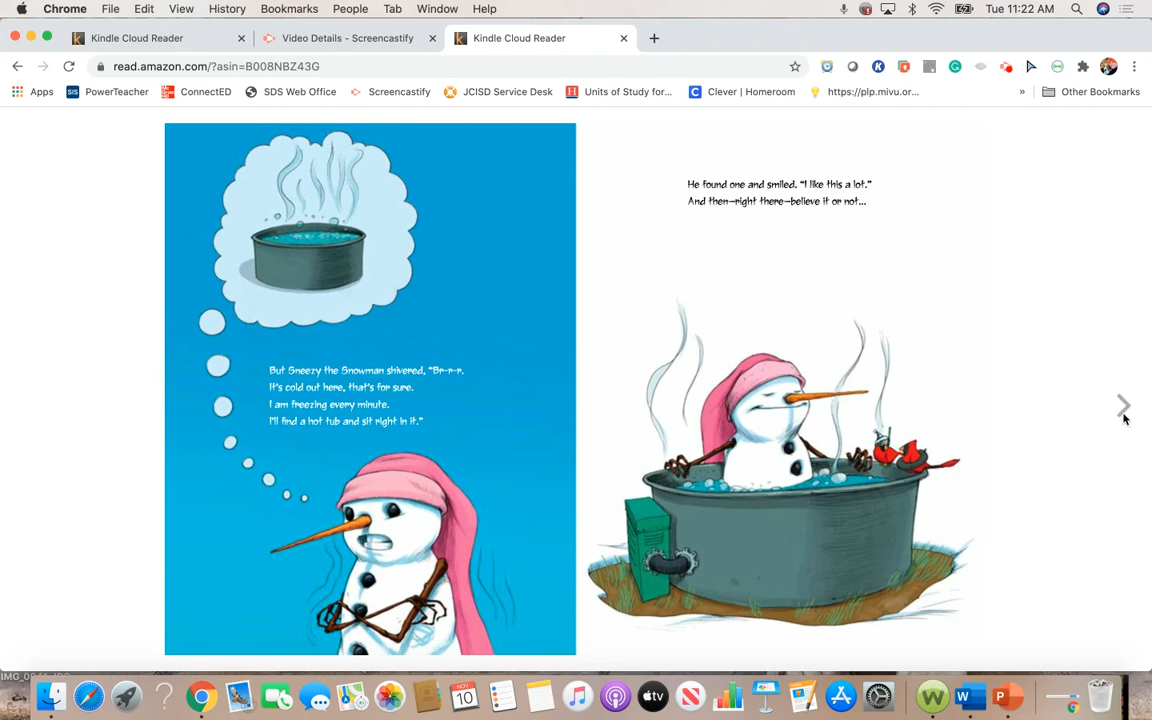 Chrome File Edit View History Bookmarks People Tab Window Help Tue 11:22 AM
Kindle Cloud Reader Video Details - Screencastify Kindle Cloud Reader
read.amazon.com/?asin=B008NBZ43G
Apps SIS PowerTeacher ConnectED SDS Web Office Screencastify JCISD Service Desk H Units of Study for... C Clever | Homeroom https://plp.mivu.or... » Other Bookmarks
But Sneezy the Snowman shivered, "Br-r-r.
It's cold out here, that's for sure.
I am freezing every minute.
I'll find a hot tub and sit right in it."
He found one and smiled. "I like this a lot."
And then—right there—believe it or not...
NOV
10
tv
W
W
P